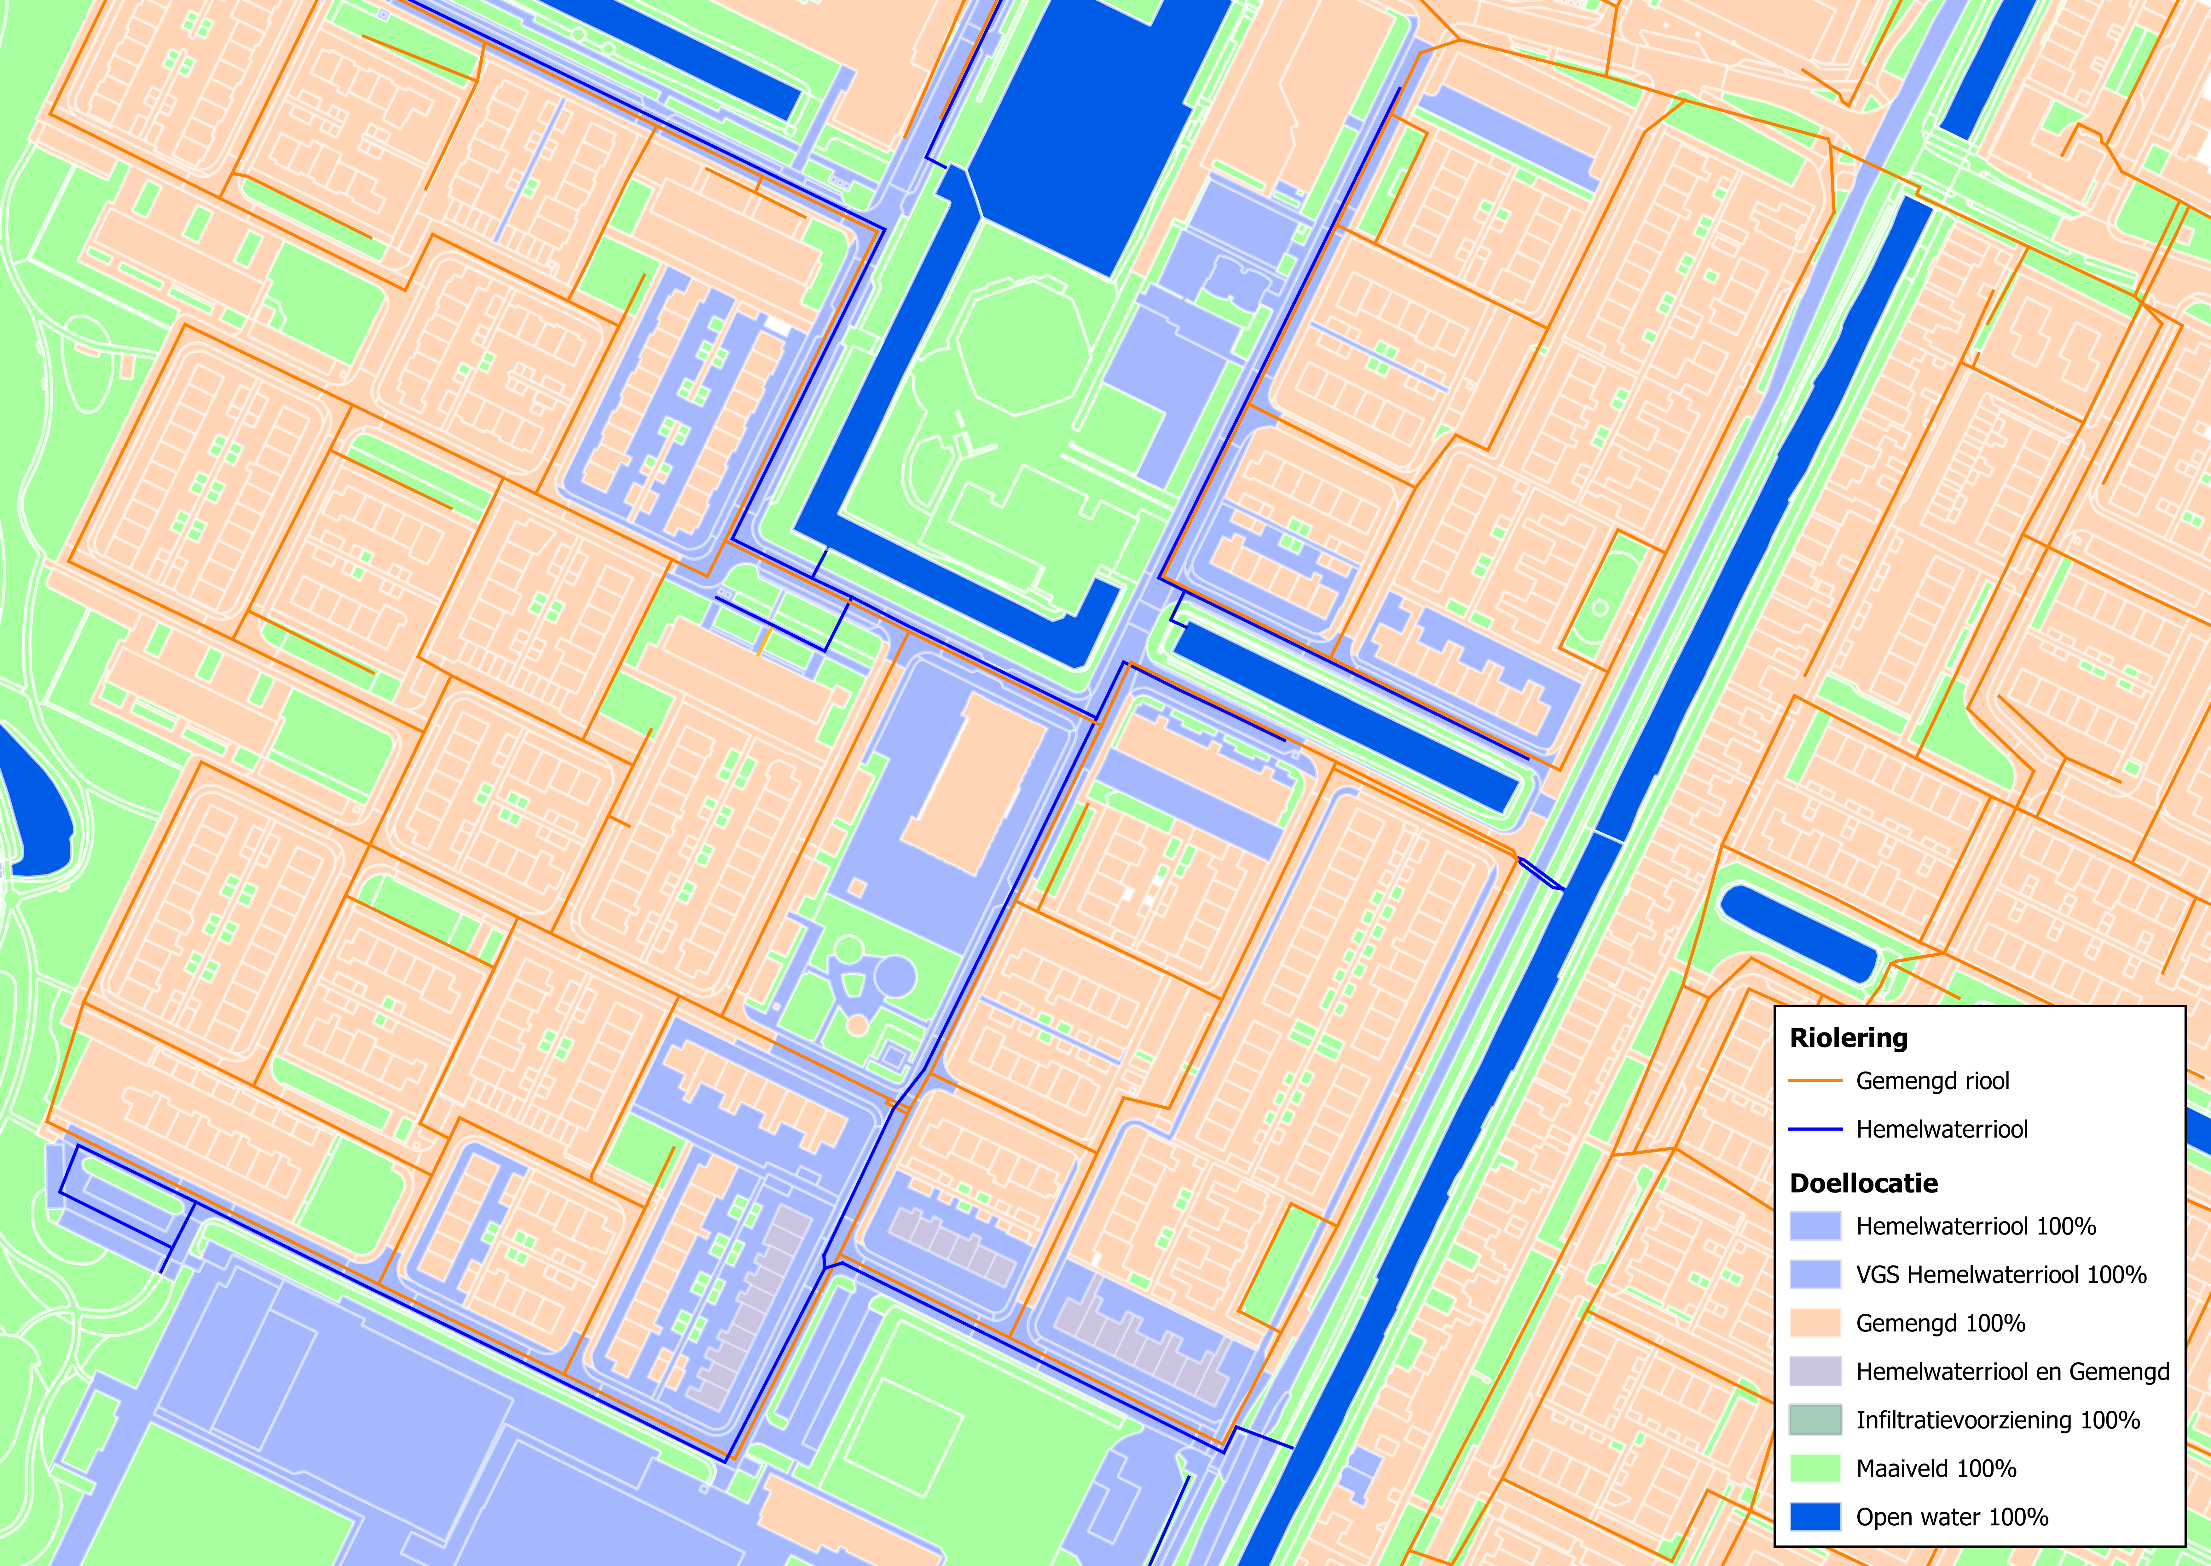 Riolering
Gemengd riool
Hemelwaterriool
Doellocatie
Hemelwaterriool 100%
VGS Hemelwaterriool 100%
Gemengd 100%
Hemelwaterriool en Gemengd
Infiltratievoorziening 100%
Maaiveld 100%
Open water 100%